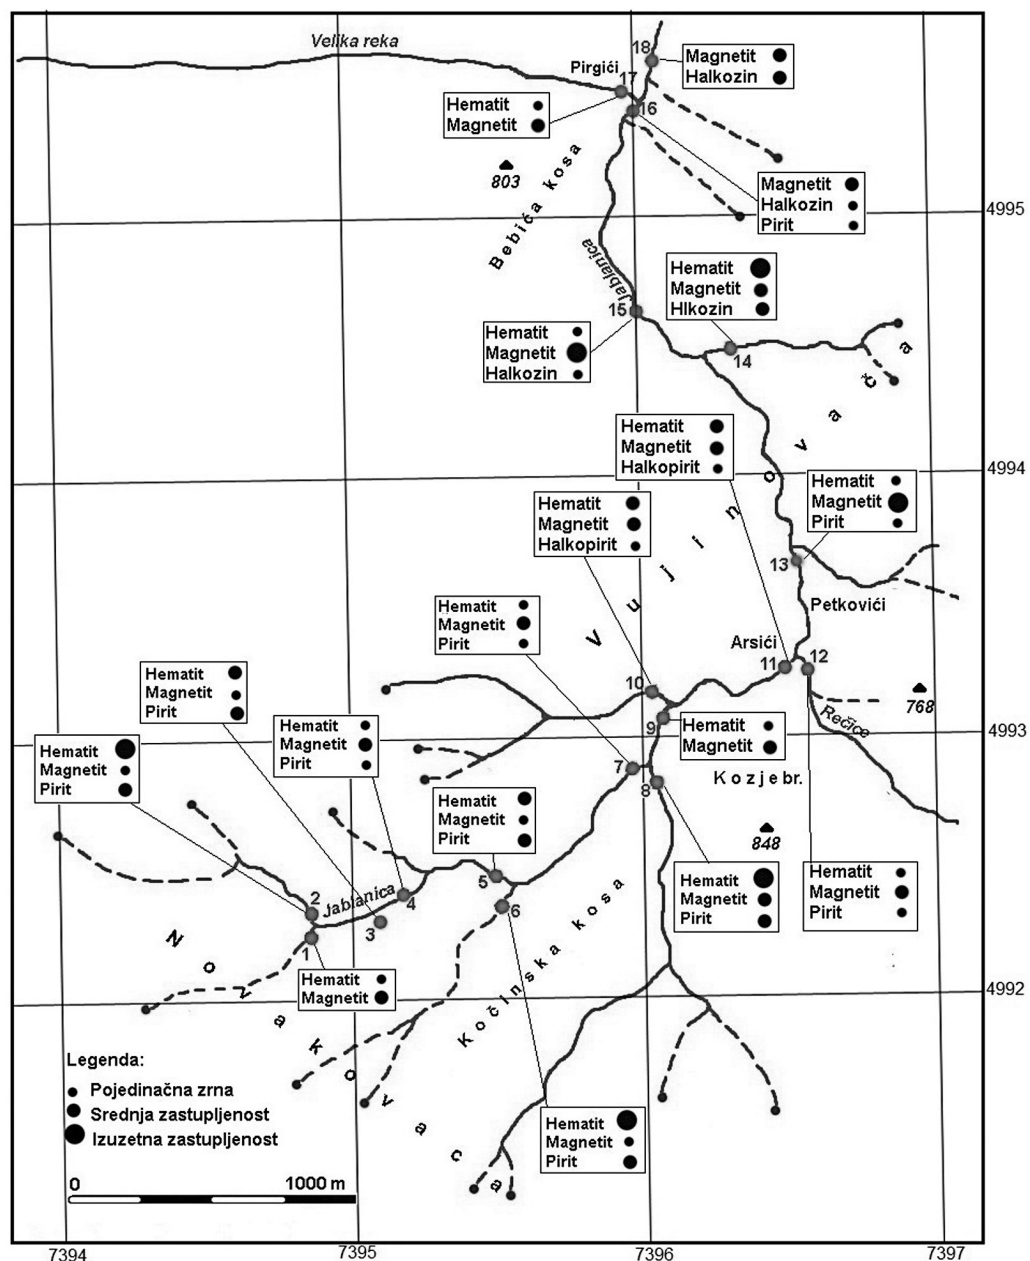 Velika reka
Pirgići
18
Magnetit
Halkozin
17
Hematit
Magnetit
16
803
Bebića kosa
Magnetit
Halkozin
Pirit
4995
Jablanica
Hematit
Magnetit
Hlkozin
15
Hematit
Magnetit
Halkozin
14
Vujinovača
Hematit
Magnetit
Halkopirit
4994
Hematit
Magnetit
Pirit
Hematit
Magnetit
Halkopirit
13
Petkovići
Hematit
Magnetit
Pirit
Arsići
11
12
Hematit
Magnetit
Pirit
10
768
Rečice
Hematit
Magnetit
Pirit
9
Hematit
Magnetit
4993
Hematit
Magnetit
Pirit
7
8
Kozje br.
Hematit
Magnetit
Pirit
848
Hematit
Magnetit
Pirit
Hematit
Magnetit
Pirit
2
Jablanica
4
5
6
3
1
Kočinska kosa
Novakovaca
Hematit
Magnetit
4992
Legenda:
Pojedinačna zrna
Srednja zastupljenost
Izuzetna zastupljenost
Hematit
Magnetit
Pirit
0 1000 m
7394 7395 7396 7397